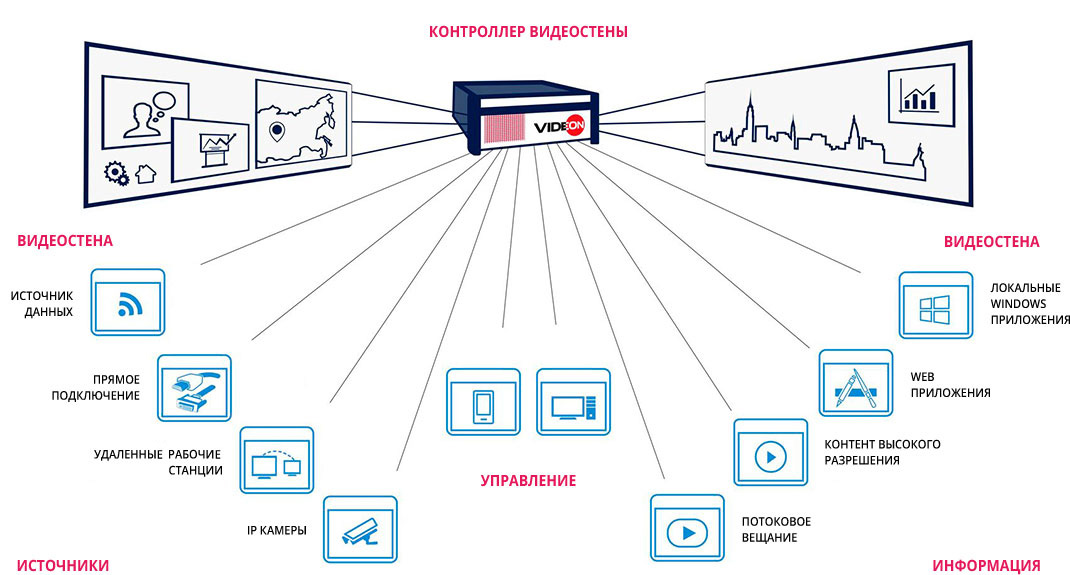 КОНТРОЛЛЕР ВИДЕОСТЕНЫ
VIDEON
ВИДЕОСТЕНА
ВИДЕОСТЕНА
ИСТОЧНИК
ДАННЫХ
ЛОКАЛЬНЫЕ
WINDOWS
ПРИЛОЖЕНИЯ
ПРЯМОЕ
ПОДКЛЮЧЕНИЕ
WEB
ПРИЛОЖЕНИЯ
УДАЛЕННЫЕ РАБОЧИЕ
СТАНЦИИ
КОНТЕНТ ВЫСОКОГО
РАЗРЕШЕНИЯ
УПРАВЛЕНИЕ
IP КАМЕРЫ
ПОТОКОВОЕ
ВЕЩАНИЕ
ИСТОЧНИКИ
ИНФОРМАЦИЯ